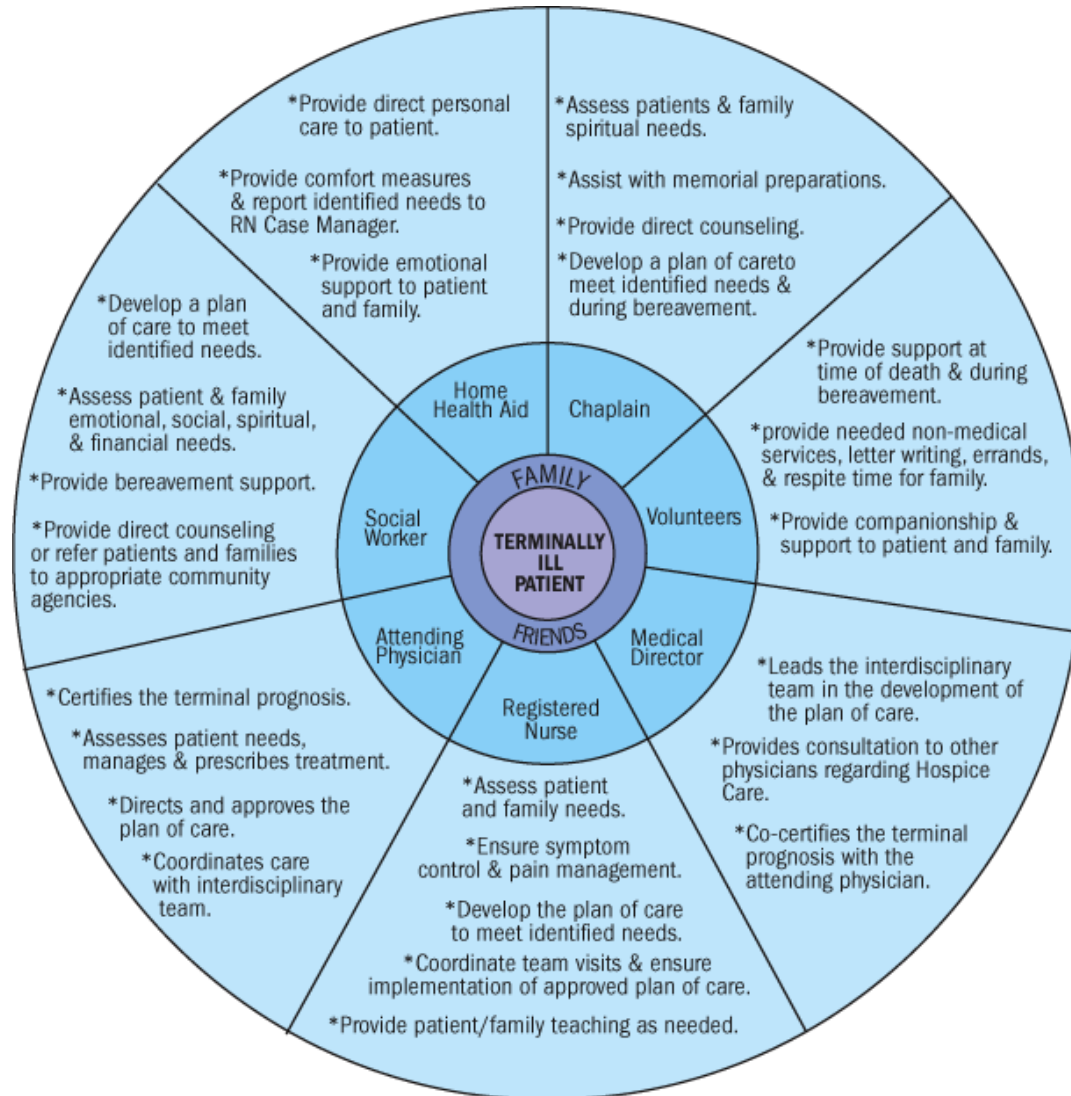 *Provide direct personal
care to patient.
*Provide comfort measures
& report identified needs to
RN Case Manager.
*Provide emotional
support to patient
and family.
*Assess patients & family
spiritual needs.
*Assist with memorial preparations.
*Provide direct counseling.
*Develop a plan of careto
meet identified needs &
during bereavement.
*Provide support at
time of death & during
bereavement.
*provide needed non-medical
services, letter writing, errands,
& respite time for family.
*Provide companionship &
support to patient and family.
*Leads the interdisciplinary
team in the development of
the plan of care.
*Provides consultation to other
physicians regarding Hospice
Care.
*Co-certifies the terminal
prognosis with the
attending physician.
*Assess patient
and family needs.
*Ensure symptom
control & pain management.
*Develop the plan of care
to meet identified needs.
*Coordinate team visits & ensure
implementation of approved plan of care.
*Provide patient/family teaching as needed.
*Certifies the terminal prognosis.
*Assesses patient needs,
manages & prescribes treatment.
*Directs and approves the
plan of care.
*Coordinates care
with interdisciplinary
team.
*Develop a plan
of care to meet
identified needs.
*Assess patient & family
emotional, social, spiritual,
& financial needs.
*Provide bereavement support.
*Provide direct counseling
or refer patients and families
to appropriate community
agencies.
Home
Health Aid
Chaplain
Volunteers
Medical
Director
Registered
Nurse
Attending
Physician
Social
Worker
FAMILY
TERMINALLY
ILL
PATIENT
FRIENDS